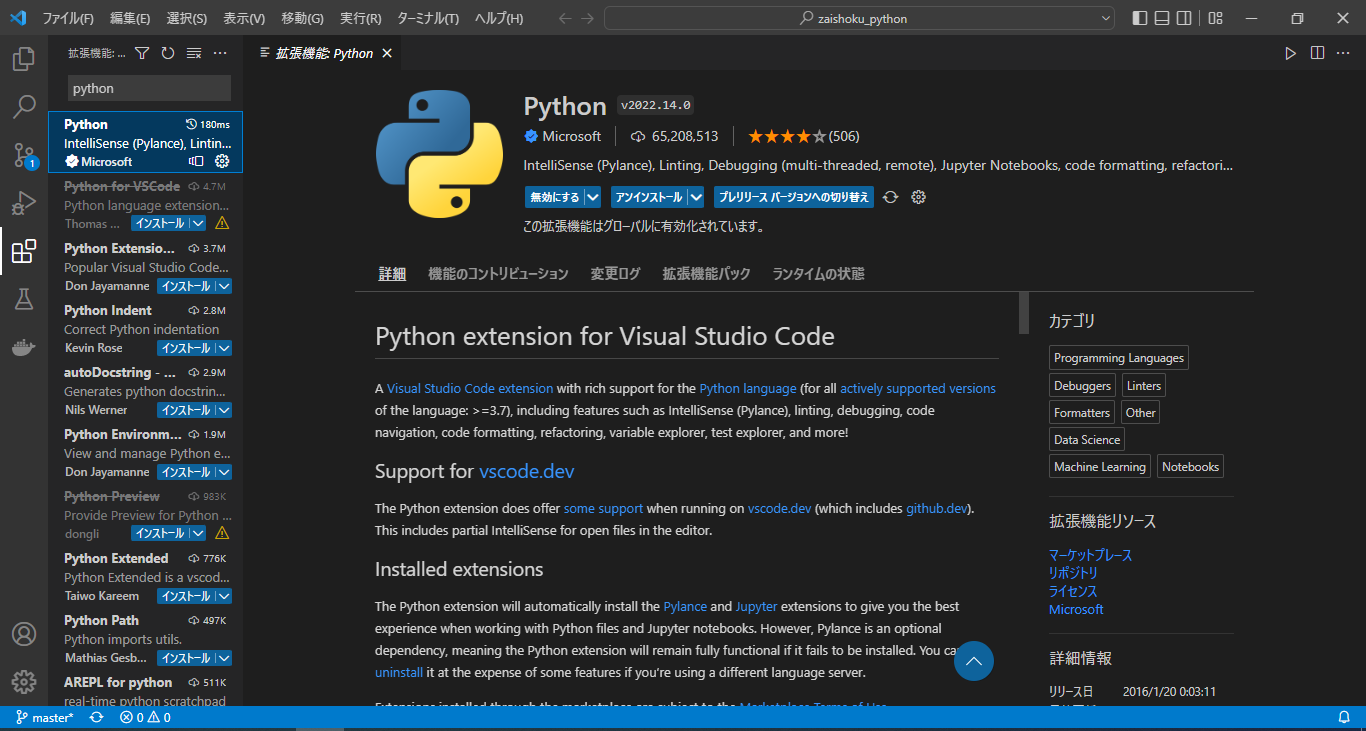 ファイル(F) 編集(E) 選択(S) 表示(V) 移動(G) 実行(R) ターミナル(T) ヘルプ(H)
zaishoku_python
拡張機能: ...
拡張機能: Python
python
Python 180ms
IntelliSense (Pylance), Lintin...
Microsoft
Python for VSCode 4.7M
Python language extension...
Thomas ... インストール
Python Extensio... 3.7M
Popular Visual Studio Code...
Don Jayamanne インストール
Python Indent 2.8M
Correct Python indentation
Kevin Rose インストール
autoDocstring - ... 2.9M
Generates python docstrin...
Nils Werner インストール
Python Environm... 1.9M
View and manage Python e...
Don Jayamanne インストール
Python Preview 983K
Provide Preview for Python ...
dongli インストール
Python Extended 776K
Python Extended is a vscod...
Taiwo Kareem インストール
Python Path 497K
Python imports utils.
Mathias Gesb... インストール
AREPL for python 511K
real-time python scratchpad
Python v2022.14.0
Microsoft 65,208,513 (506)
IntelliSense (Pylance), Linting, Debugging (multi-threaded, remote), Jupyter Notebooks, code formatting, refactori...
無効にする アンインストール プレリリース バージョンへの切り替え
この拡張機能はグローバルに有効化されています。
詳細 機能のコントリビューション 変更ログ 拡張機能パック ランタイムの状態
Python extension for Visual Studio Code
A Visual Studio Code extension with rich support for the Python language (for all actively supported versions
of the language: >=3.7), including features such as IntelliSense (Pylance), linting, debugging, code
navigation, code formatting, refactoring, variable explorer, test explorer, and more!
Support for vscode.dev
The Python extension does offer some support when running on vscode.dev (which includes github.dev).
This includes partial IntelliSense for open files in the editor.
Installed extensions
The Python extension will automatically install the Pylance and Jupyter extensions to give you the best
experience when working with Python files and Jupyter notebooks. However, Pylance is an optional
dependency, meaning the Python extension will remain fully functional if it fails to be installed. You ca
uninstall it at the expense of some features if you're using a different language server.
Extensions installed through the marketplace are subject to the Marketplace Terms of Use
カテゴリ
Programming Languages
Debuggers Linters
Formatters Other
Data Science
Machine Learning Notebooks
拡張機能リソース
マーケットプレース
リポジトリ
ライセンス
Microsoft
詳細情報
リリース日 2016/1/20 0:03:11
1
master* 0 0